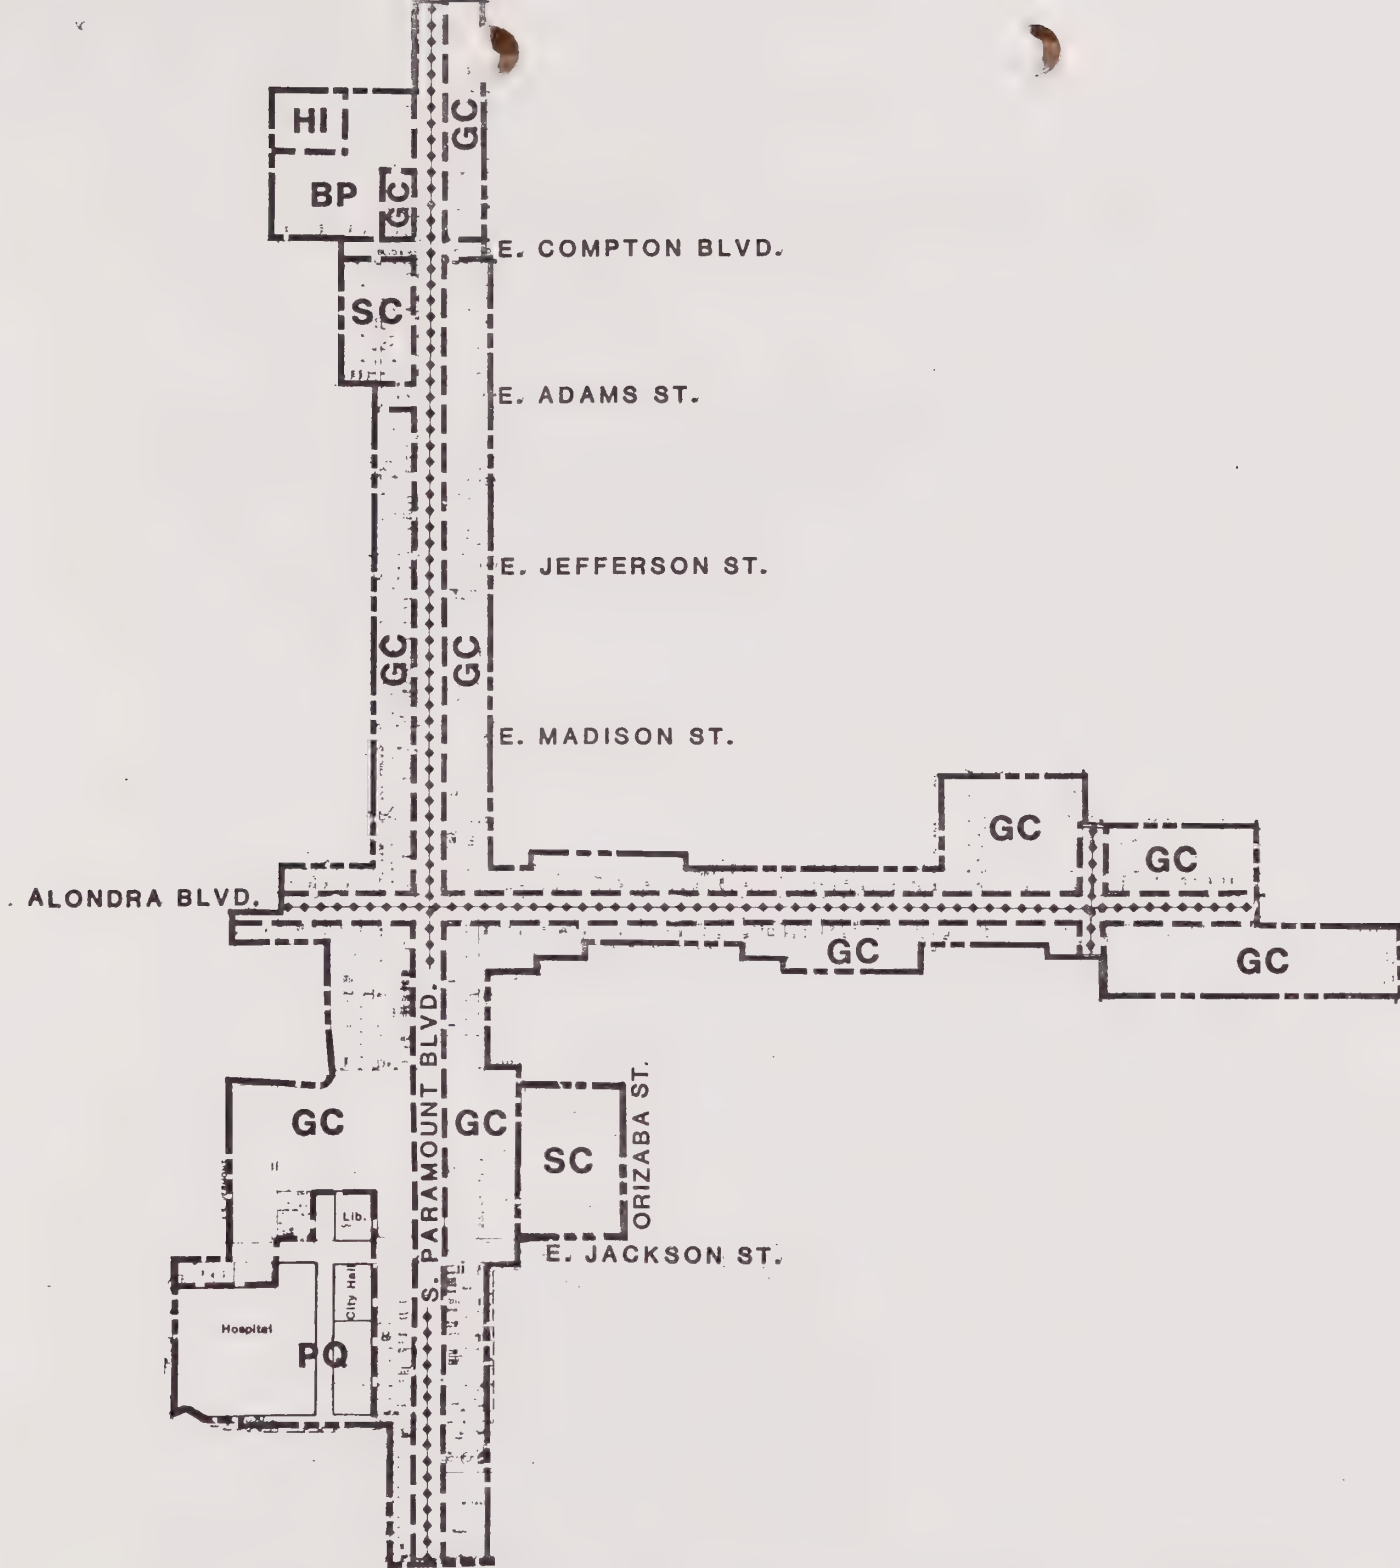 GC
HI
BP
GC
E. COMPTON BLVD.
SC
E. ADAMS ST.
E. JEFFERSON ST.
GC
GC
E. MADISON ST.
GC
GC
ALONDRA BLVD.
GC
GC
S. PARAMOUNT BLVD.
GC
GC
SC
ORIZABA ST.
Lib.
E. JACKSON ST.
City Hall
Hospital
PQ